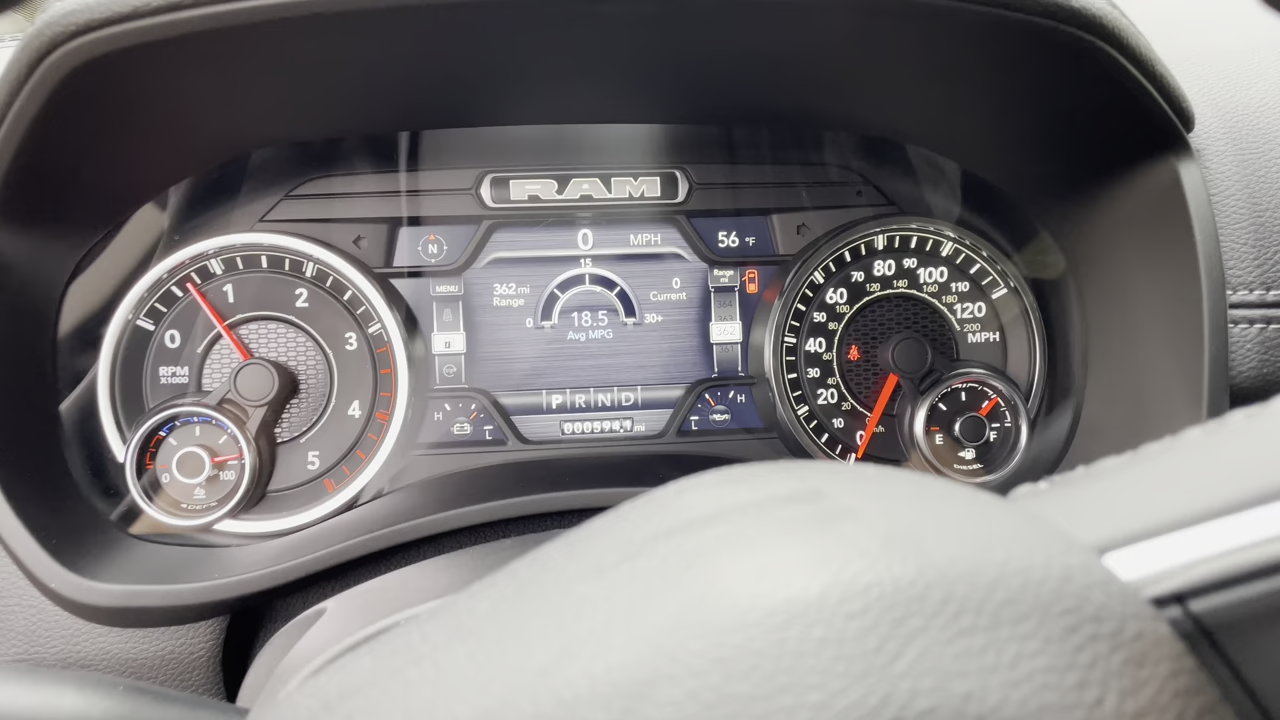 RAM
N
0 MPH
56 °F
MENU
362 mi
Range
15
0
Current
0
30+
18.5
Avg MPG
Range
mi
364
363
362
361
P R N D
000594.1 mi
H
L
H
L
0
1
2
3
4
5
RPM
X1000
0
100
DEF
0
10
20
30
40
50
60
70
80
90
100
110
120
MPH
20
40
60
80
120
140
160
180
200
km/h
E
F
DIESEL